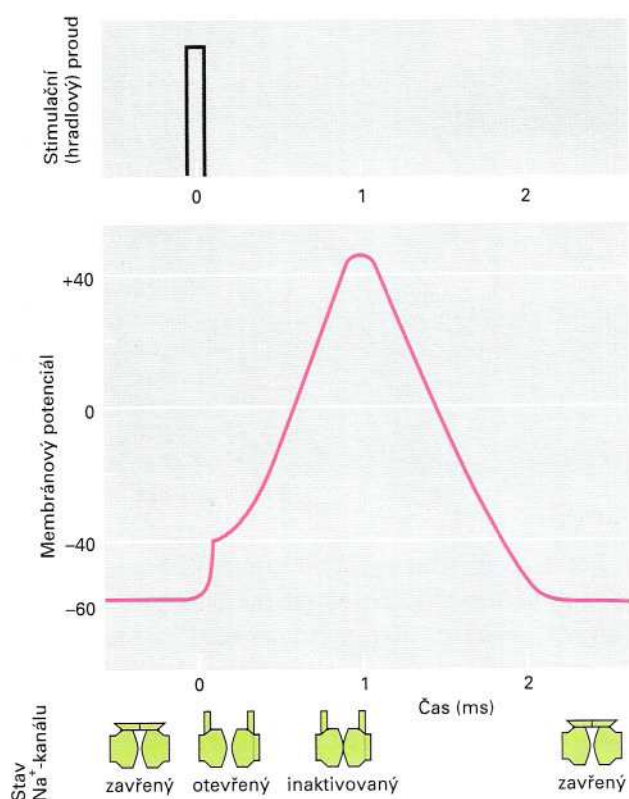 Stimulační
(hradlový) proud
0
1
2
Membránový potenciál
+40
0
−40
−60
0
1
2
Čas (ms)
Stav
Na⁺-kanálu
zavřený
otevřený
inaktivovaný
zavřený